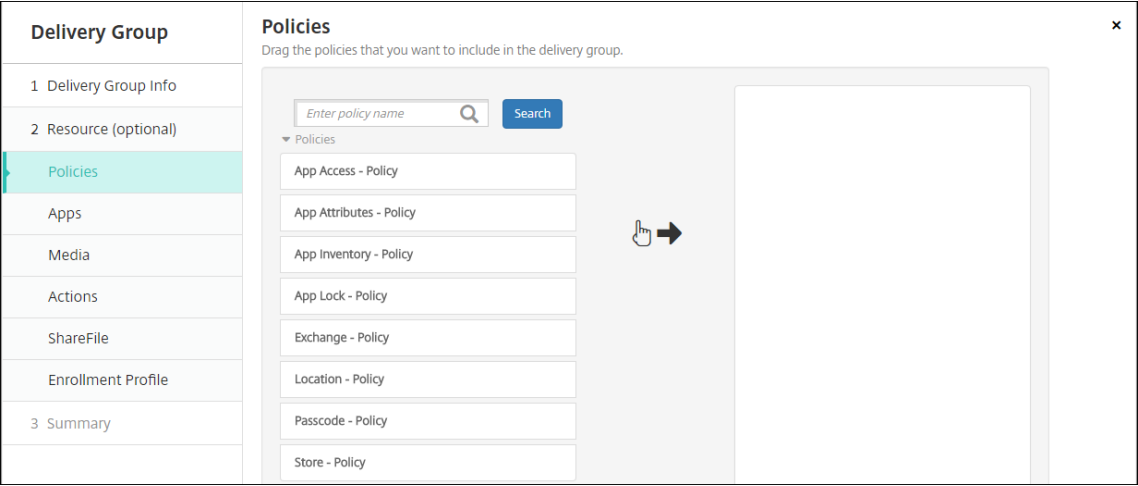 Delivery Group
1 Delivery Group Info
2 Resource (optional)
Policies
Apps
Media
Actions
ShareFile
Enrollment Profile
3 Summary
Policies
×
Drag the policies that you want to include in the delivery group.
Enter policy name
Search
Policies
App Access - Policy
App Attributes - Policy
App Inventory - Policy
App Lock - Policy
Exchange - Policy
Location - Policy
Passcode - Policy
Store - Policy